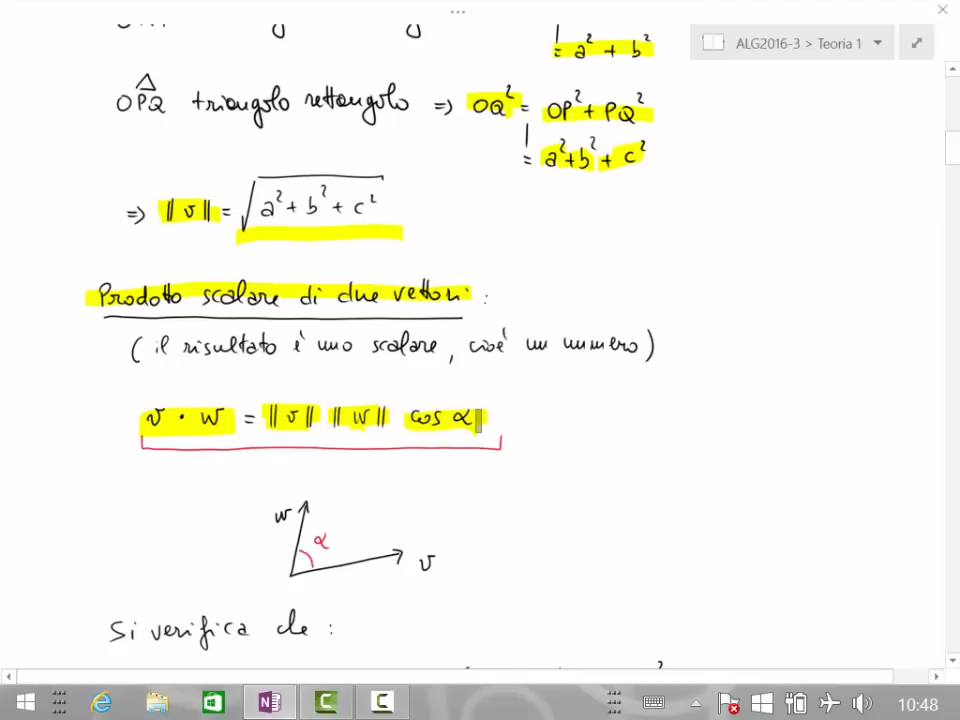 = a² + b²
ALG2016-3 > Teoria 1
OPQ triangolo rettangolo => OQ² = OP² + PQ²
= a² + b² + c²
=> ||v|| = √a² + b² + c²
Prodotto scalare di due vettori :
( il risultato è uno scalare, cioè un numero )
v · w = ||v|| ||w|| cos α
w
α
v
Si verifica che :
10:48